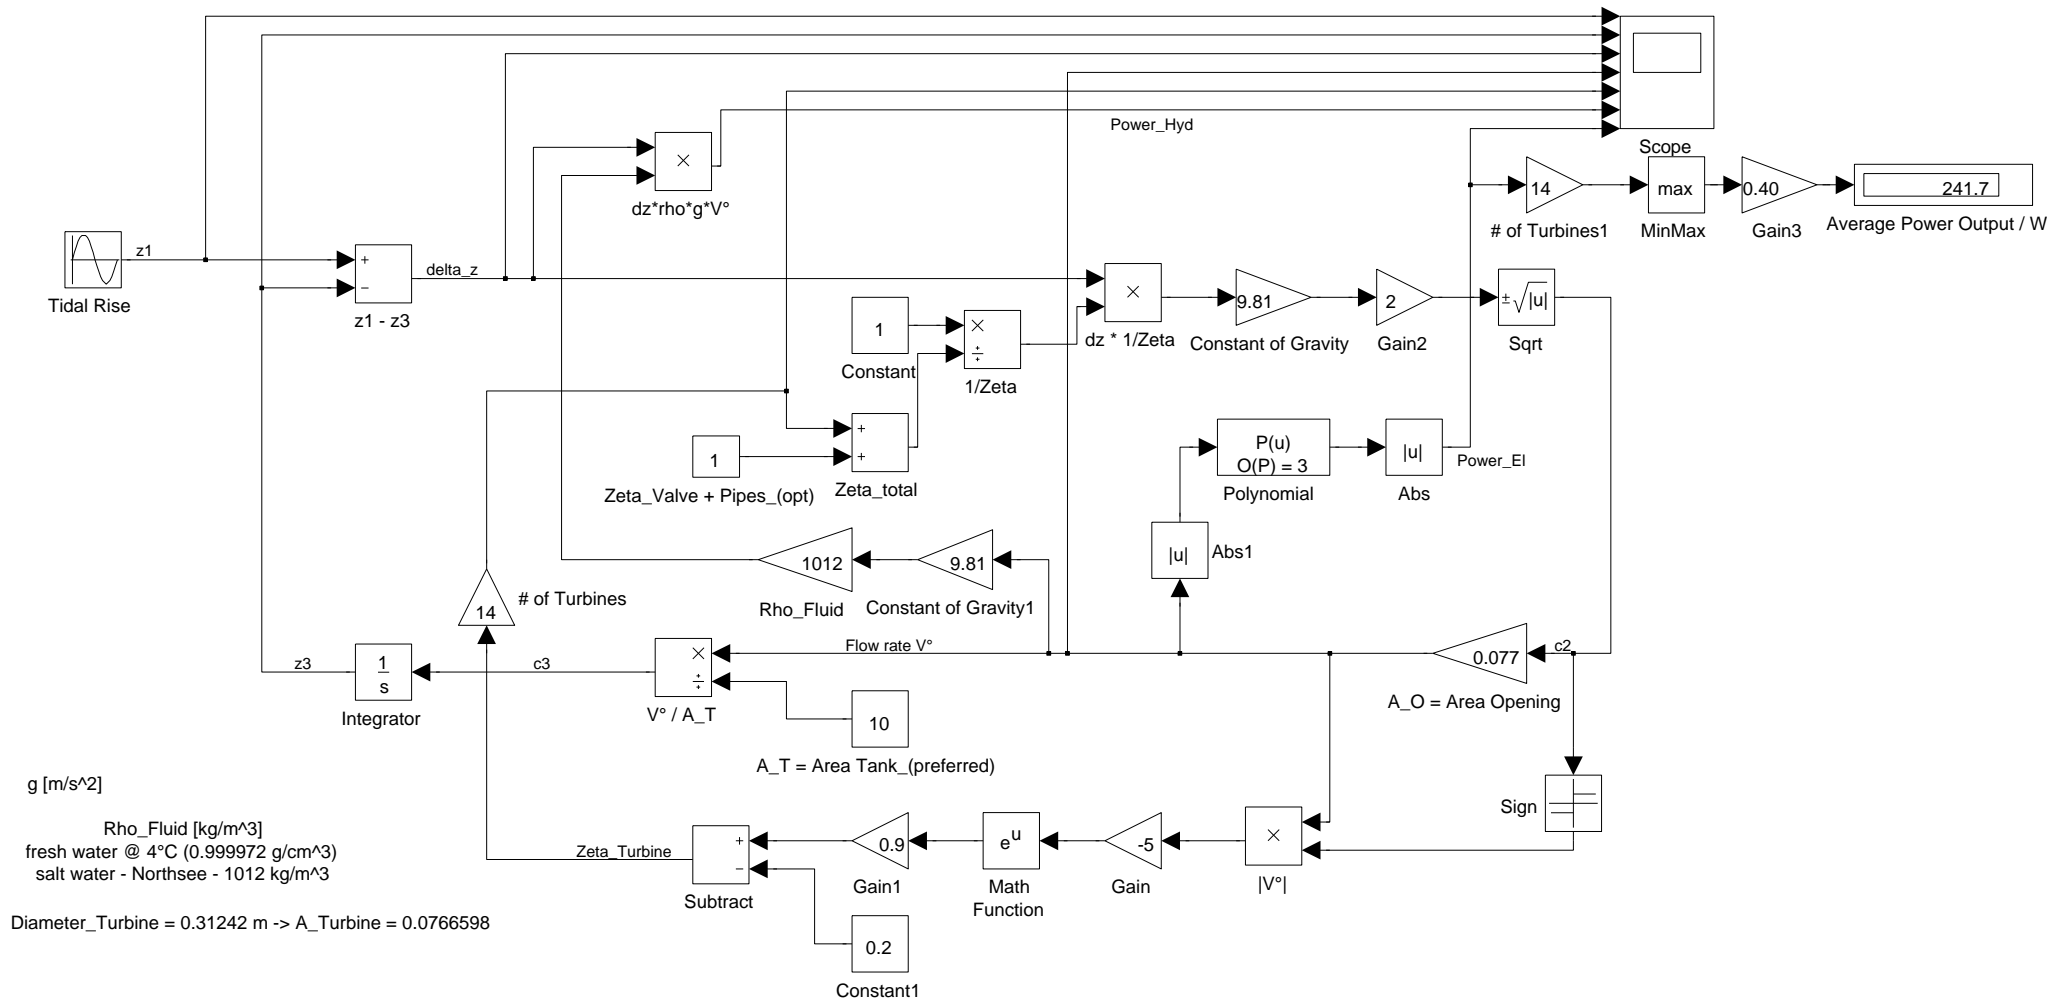 Power_Hyd
Scope
×
dz*rho*g*V°
14
# of Turbines1
max
MinMax
0.40
Gain3
241.7
Average Power Output / W
z1
Tidal Rise
+
−
z1 - z3
delta_z
×
dz * 1/Zeta
9.81
Constant of Gravity
2
Gain2
±√|u|
Sqrt
1
Constant
×
÷
1/Zeta
+
+
Zeta_total
1
Zeta_Valve + Pipes_(opt)
P(u)
O(P) = 3
Polynomial
|u|
Abs
Power_El
|u|
Abs1
1012
Rho_Fluid
9.81
Constant of Gravity1
14
# of Turbines
Flow rate V°
z3
1
s
Integrator
c3
×
÷
V° / A_T
10
A_T = Area Tank_(preferred)
0.077
A_O = Area Opening
c2
Sign
g [m/s^2]
Rho_Fluid [kg/m^3]
fresh water @ 4°C (0.999972 g/cm^3)
salt water - Northsee - 1012 kg/m^3
Diameter_Turbine = 0.31242 m -> A_Turbine = 0.0766598
Zeta_Turbine
+
−
Subtract
0.9
Gain1
e^u
Math
Function
-5
Gain
×
|V°|
0.2
Constant1